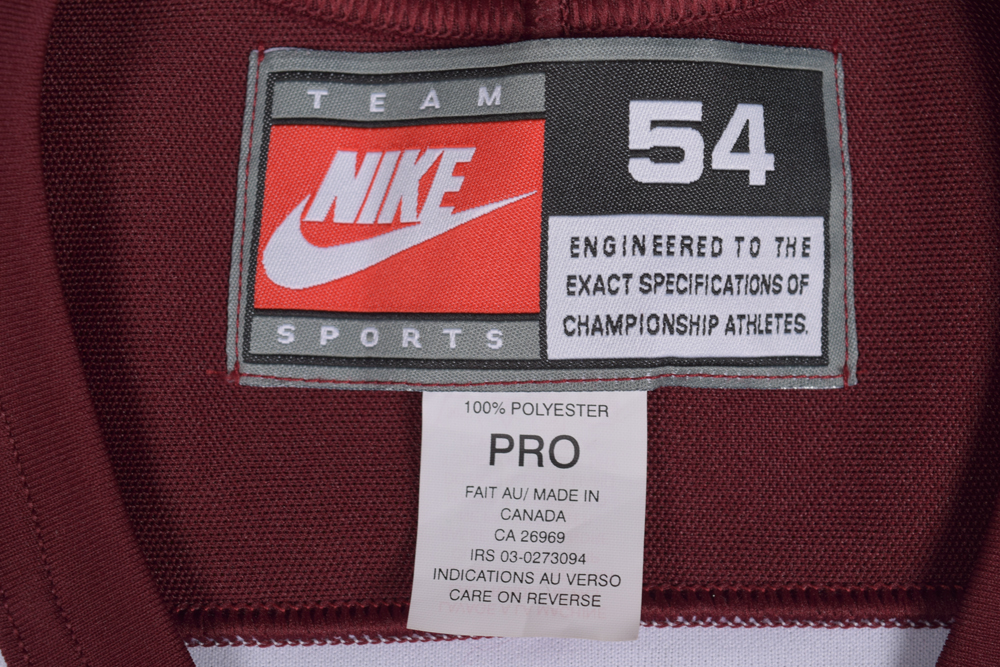 TEAM
NIKE
SPORTS
54
ENGINEERED TO THE
EXACT SPECIFICATIONS OF
CHAMPIONSHIP ATHLETES.
100% POLYESTER
PRO
FAIT AU/ MADE IN
CANADA
CA 26969
IRS 03-0273094
INDICATIONS AU VERSO
CARE ON REVERSE